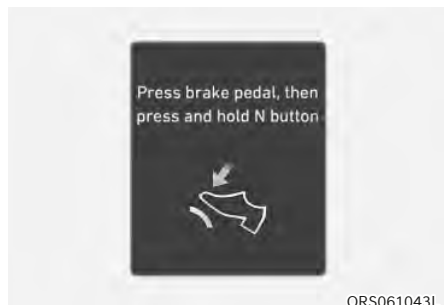 Press brake pedal, then
press and hold N button
ORS061043L